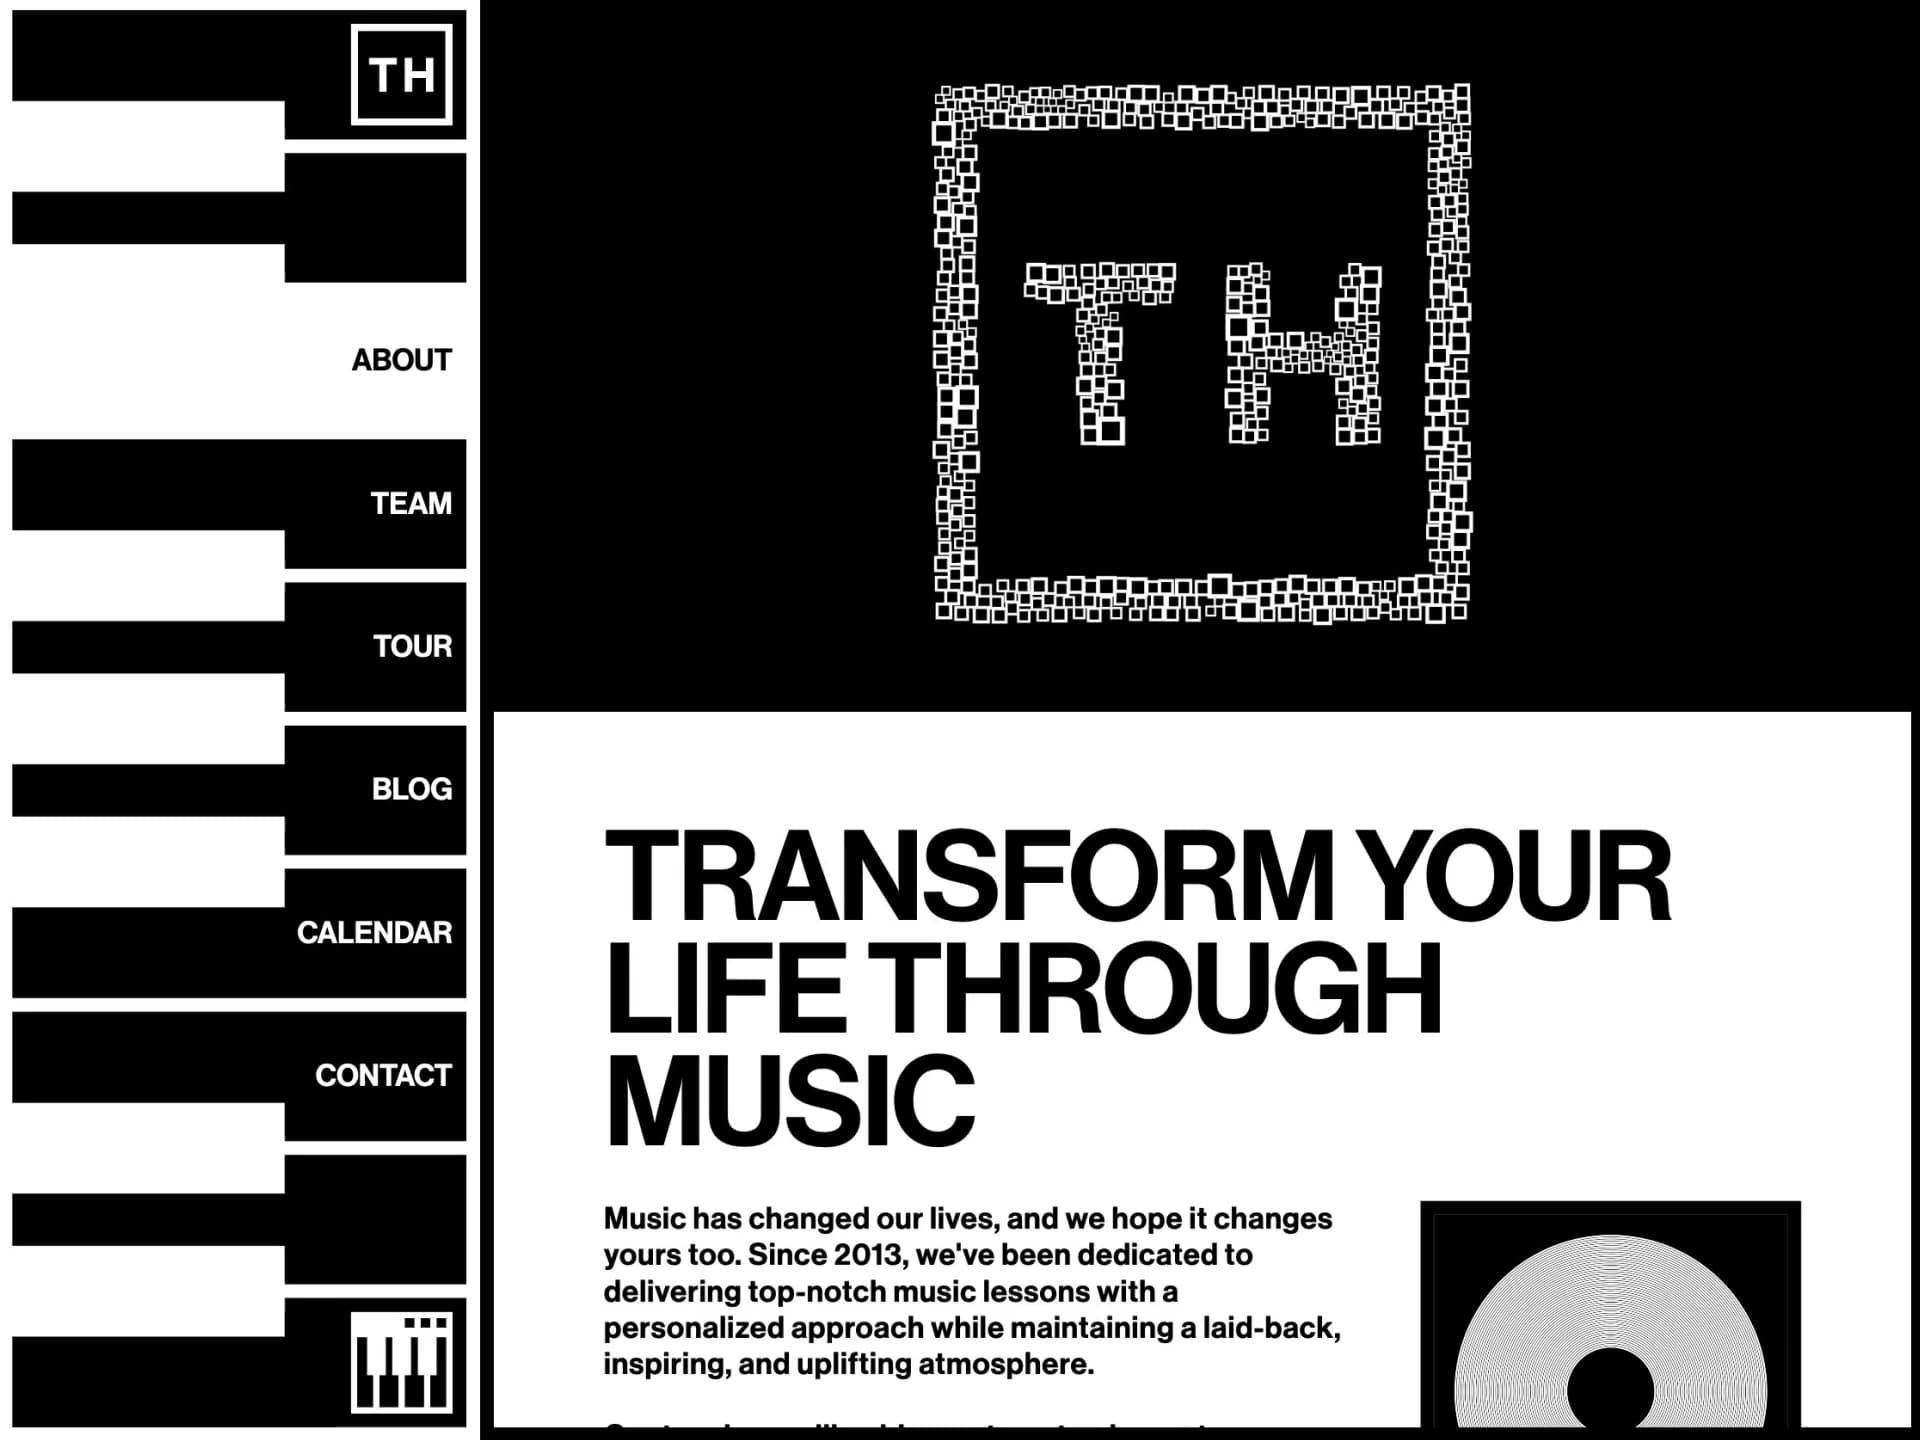 TH
ABOUT
TEAM
TOUR
BLOG
CALENDAR
CONTACT
TH
TRANSFORM YOUR
LIFE THROUGH
MUSIC
Music has changed our lives, and we hope it changes
yours too. Since 2013, we've been dedicated to
delivering top-notch music lessons with a
personalized approach while maintaining a laid-back,
inspiring, and uplifting atmosphere.